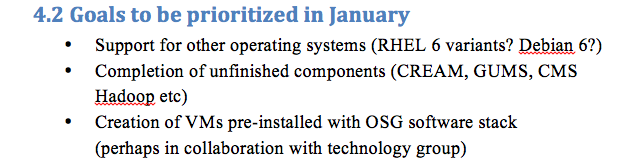 4.2 Goals to be prioritized in January
• Support for other operating systems (RHEL 6 variants? Debian 6?)
• Completion of unfinished components (CREAM, GUMS, CMS
Hadoop etc)
• Creation of VMs pre-installed with OSG software stack
(perhaps in collaboration with technology group)